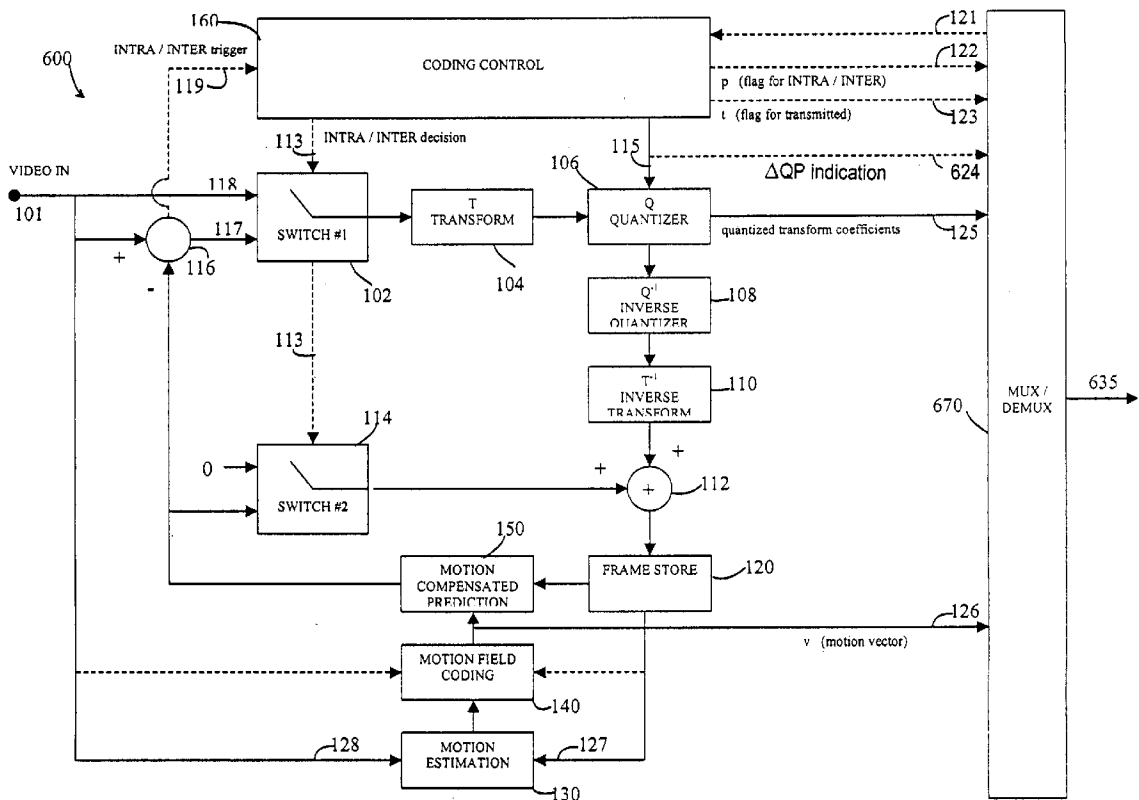 160
121
INTRA / INTER trigger
122
600
119
CODING CONTROL
p (flag for INTRA / INTER)
t (flag for transmitted)
123
113
INTRA / INTER decision
115
106
ΔQP indication
624
VIDEO IN
118
101
T
TRANSFORM
Q
QUANTIZER
117
SWITCH #1
quantized transform coefficients
125
+
116
-
102
104
Q-1
INVERSE
QUANTIZER
108
113
T-1
INVERSE
TRANSFORM
110
MUX /
DEMUX
635
670
114
0
+
+
+
112
SWITCH #2
150
MOTION
COMPENSATED
PREDICTION
FRAME STORE
120
126
v (motion vector)
MOTION FIELD
CODING
140
128
MOTION
ESTIMATION
127
130